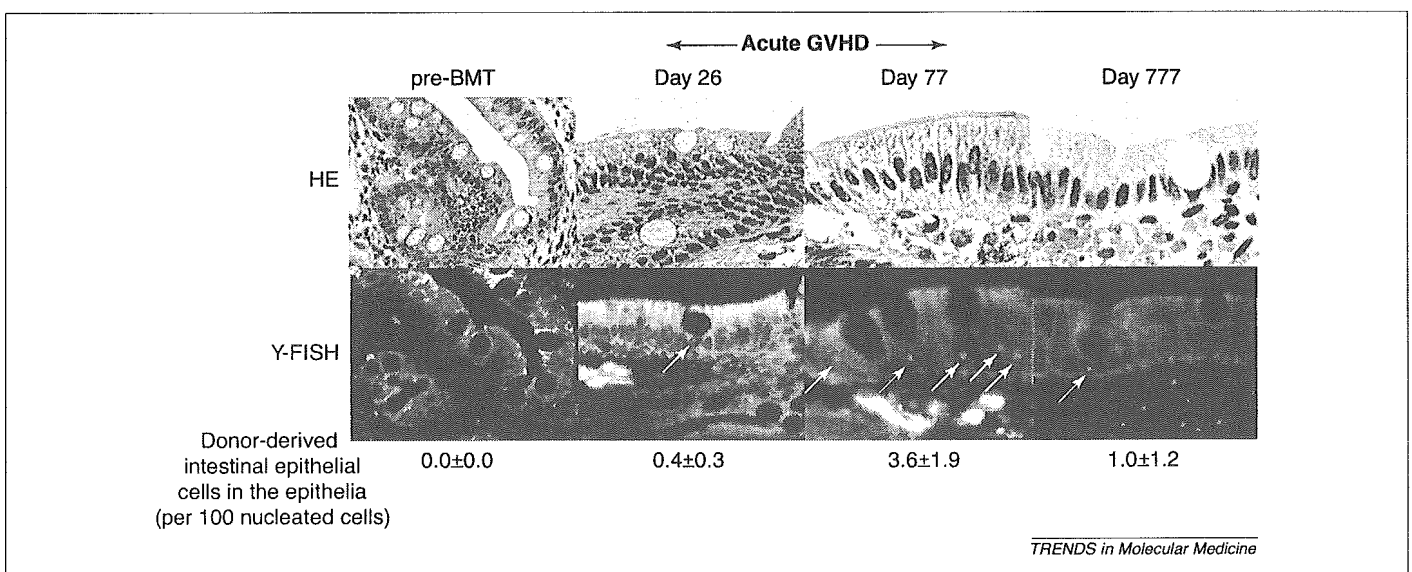 Acute GVHD
pre-BMT Day 26 Day 77 Day 777
HE
Y-FISH
Donor-derived
intestinal epithelial
cells in the epithelia
(per 100 nucleated cells)
0.0±0.0 0.4±0.3 3.6±1.9 1.0±1.2
TRENDS in Molecular Medicine